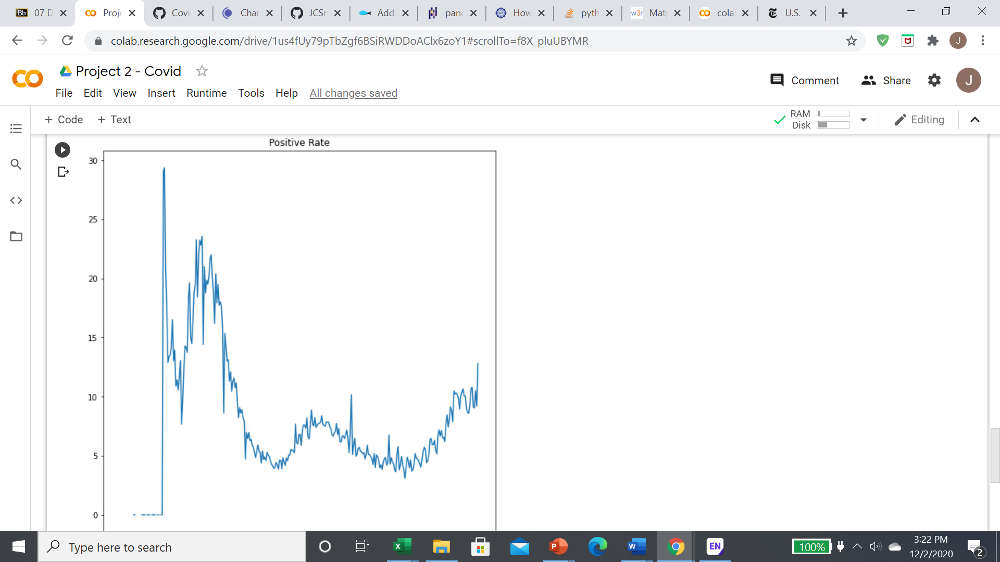 Bb 07 D Proje Covi Char JCSr Add panc How pyth w3r Mat cola U.S.
colab.research.google.com/drive/1us4fUy79pTbZgf6BSiRWDDoAClx6zoY1#scrollTo=f8X_pluUBYMR J
Project 2 - Covid
Comment Share J
File Edit View Insert Runtime Tools Help All changes saved
+ Code + Text
RAM
Disk
Editing
Positive Rate
30
25
20
15
10
5
0
Type here to search
EN
100%
3:22 PM
12/2/2020
2